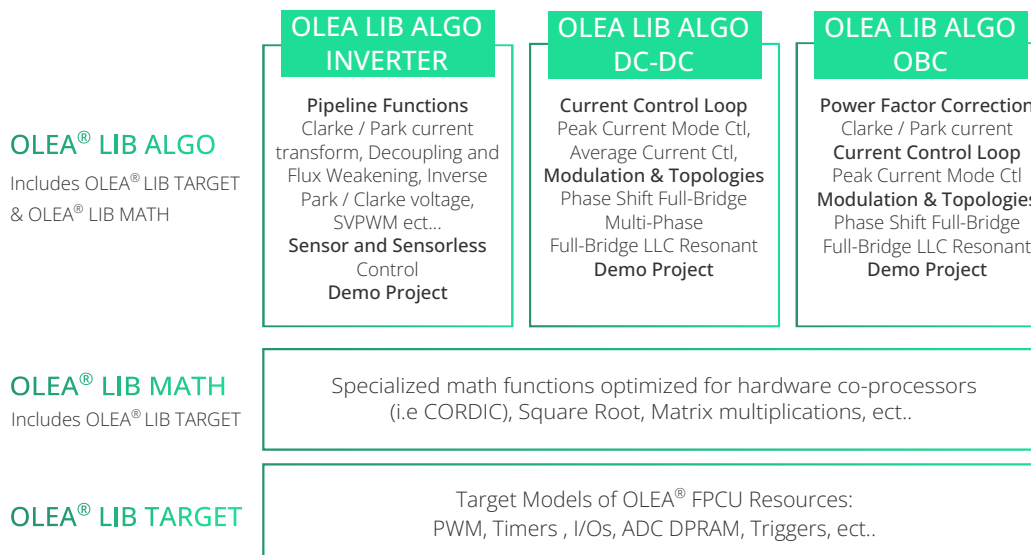 OLEA® LIB ALGO
Includes OLEA® LIB TARGET
& OLEA® LIB MATH
OLEA LIB ALGO
INVERTER
Pipeline Functions
Clarke / Park current
transform, Decoupling and
Flux Weakening, Inverse
Park / Clarke voltage,
SVPWM ect...
Sensor and Sensorless
Control
Demo Project
OLEA LIB ALGO
DC-DC
Current Control Loop
Peak Current Mode Ctl,
Average Current Ctl,
Modulation & Topologies
Phase Shift Full-Bridge
Multi-Phase
Full-Bridge LLC Resonant
Demo Project
OLEA LIB ALGO
OBC
Power Factor Correction
Clarke / Park current
Current Control Loop
Peak Current Mode Ctl
Modulation & Topologies
Phase Shift Full-Bridge
Full-Bridge LLC Resonant
Demo Project
OLEA® LIB MATH
Includes OLEA® LIB TARGET
Specialized math functions optimized for hardware co-processors
(i.e CORDIC), Square Root, Matrix multiplications, ect..
OLEA® LIB TARGET
Target Models of OLEA® FPCU Resources:
PWM, Timers , I/Os, ADC DPRAM, Triggers, ect..